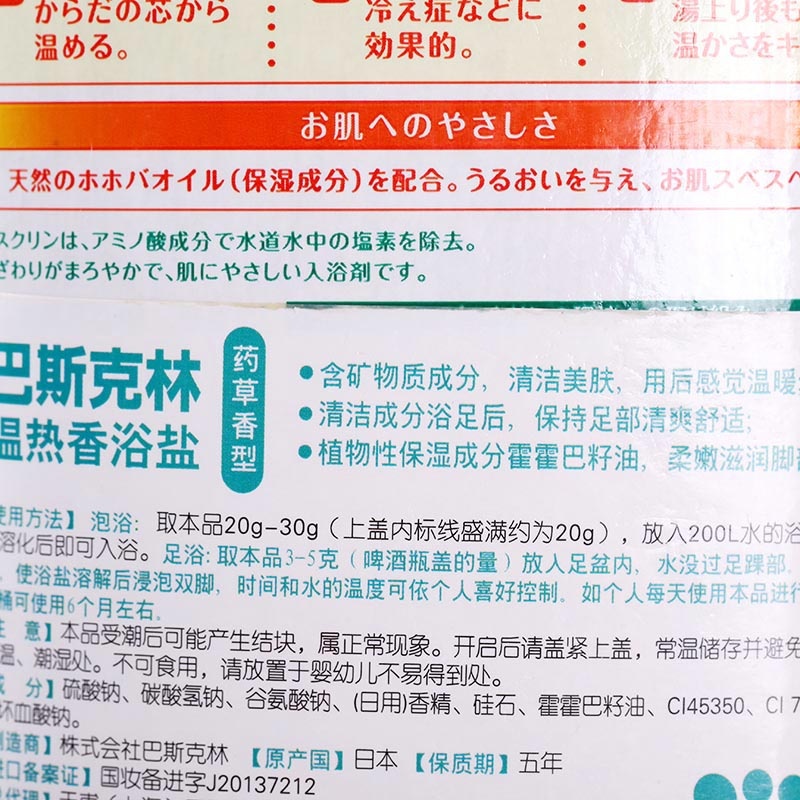 からだの芯から
温める。
冷え症などに
効果的。
湯上り後も
温かさをキ
お肌へのやさしさ
天然のホホバオイル(保湿成分)を配合。うるおいを与え、お肌スベスベ
スクリンは、アミノ酸成分で水道水中の塩素を除去。
ざわりがまろやかで、肌にやさしい入浴剤です。
巴斯克林
温热香浴盐
药草香型
●含矿物质成分，清洁美肤，用后感觉温暖
●清洁成分浴足后，保持足部清爽舒适;
●植物性保湿成分霍霍巴籽油，柔嫩滋润脚
使用方法】泡浴: 取本品20g-30g（上盖内标线盛满约为20g），放入200L水的浴
溶化后即可入浴。足浴: 取本品3-5克（啤酒瓶盖的量）放入足盆内，水没过足踝部.
，使浴盐溶解后浸泡双脚，时间和水的温度可依个人喜好控制。如个人每天使用本品进行
桶可使用6个月左右。
注 意】本品受潮后可能产生结块，属正常现象。开启后请盖紧上盖，常温储存并避免
温、潮湿处。不可食用，请放置于婴幼儿不易得到处。
成 分】硫酸钠、碳酸氢钠、谷氨酸钠、(日用)香精、硅石、霍霍巴籽油、CI45350、CI 7
坏血酸钠。
制造商】株式会社巴斯克林 【原产国】日本 【保质期】五年
进口备案证】国妆备进字J20137212